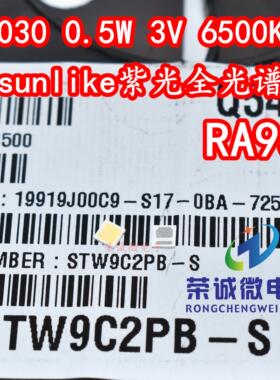 030 0.5W 3V 6500K
sunlike紫光全光谱
RA9
500
: 19919J00C9-S17-0BA-725
MBER : STW9C2PB-S
荣诚微电
RONGCHENGWEI
TW9C2PB-S